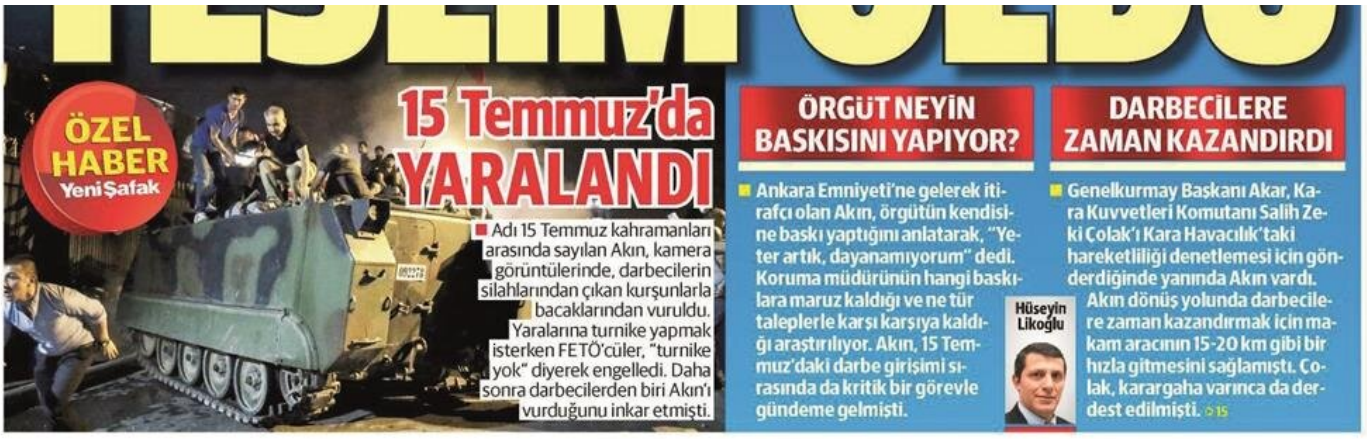 TESLİM OLDU
ÖZEL
HABER
Yeni Şafak
15 Temmuz'da
YARALANDI
Adı 15 Temmuz kahramanları
arasında sayılan Akın, kamera
görüntülerinde, darbecilerin
silahlarından çıkan kurşunlarla
bacaklarından vuruldu.
Yaralarına turnike yapmak
isterken FETÖ'cüler, "turnike
yok" diyerek engelledi. Daha
sonra darbecilerden biri Akın'ı
vurduğunu inkar etmişti.
092278
ÖRGÜT NEYİN
BASKISINI YAPIYOR?
Ankara Emniyeti'ne gelerek iti-
rafçı olan Akın, örgütün kendisi-
ne baskı yaptığını anlatarak, "Ye-
ter artık, dayanamıyorum" dedi.
Koruma müdürünün hangi baskı-
lara maruz kaldığı ve ne tür
taleplerle karşı karşıya kaldı-
ğı araştırılıyor. Akın, 15 Tem-
muz'daki darbe girişimi sı-
rasında da kritik bir görevle
gündeme gelmişti.
Hüseyin
Likoğlu
DARBECİLERE
ZAMAN KAZANDIRDI
Genelkurmay Başkanı Akar, Ka-
ra Kuvvetleri Komutanı Salih Ze-
ki Çolak'ı Kara Havacılık'taki
hareketliliği denetlemesi için gön-
derdiğinde yanında Akın vardı.
Akın dönüş yolunda darbecile-
re zaman kazandırmak için ma-
kam aracının 15-20 km gibi bir
hızla gitmesini sağlamıştı. Ço-
lak, karargaha varınca da der-
dest edilmişti. 15